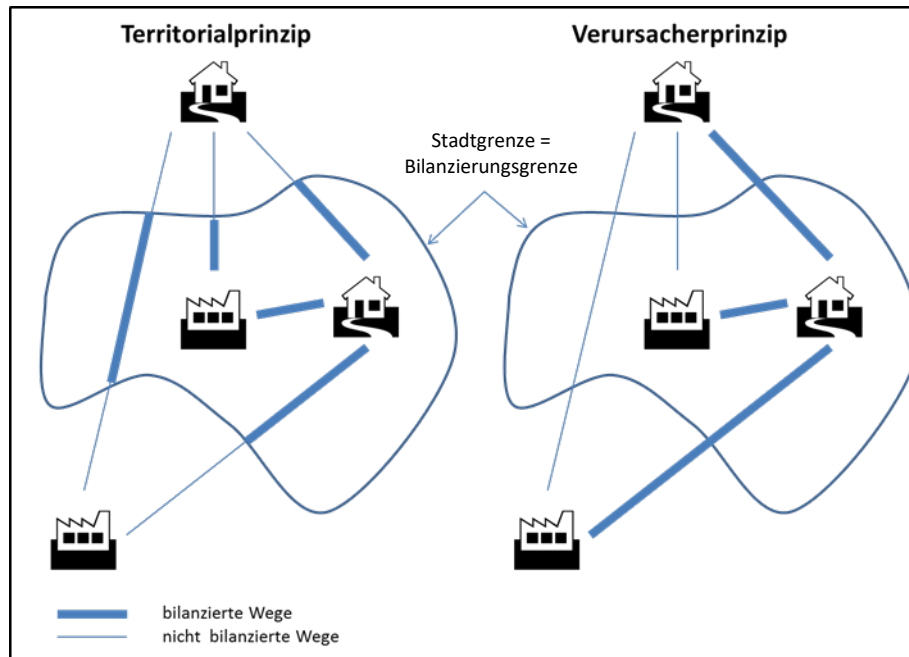 Territorialprinzip
Verursacherprinzip
Stadtgrenze =
Bilanzierungsgrenze
bilanzierte Wege
nicht bilanzierte Wege